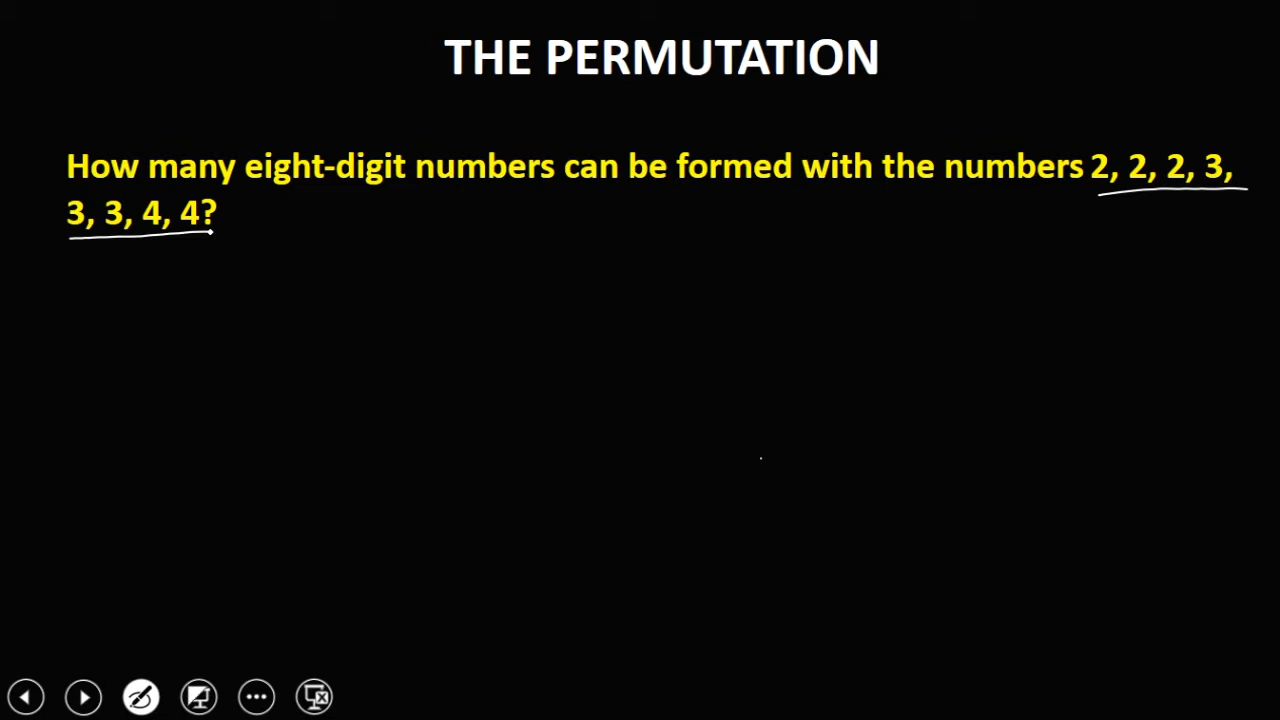 THE PERMUTATION
How many eight-digit numbers can be formed with the numbers 2, 2, 2, 3,
3, 3, 4, 4?